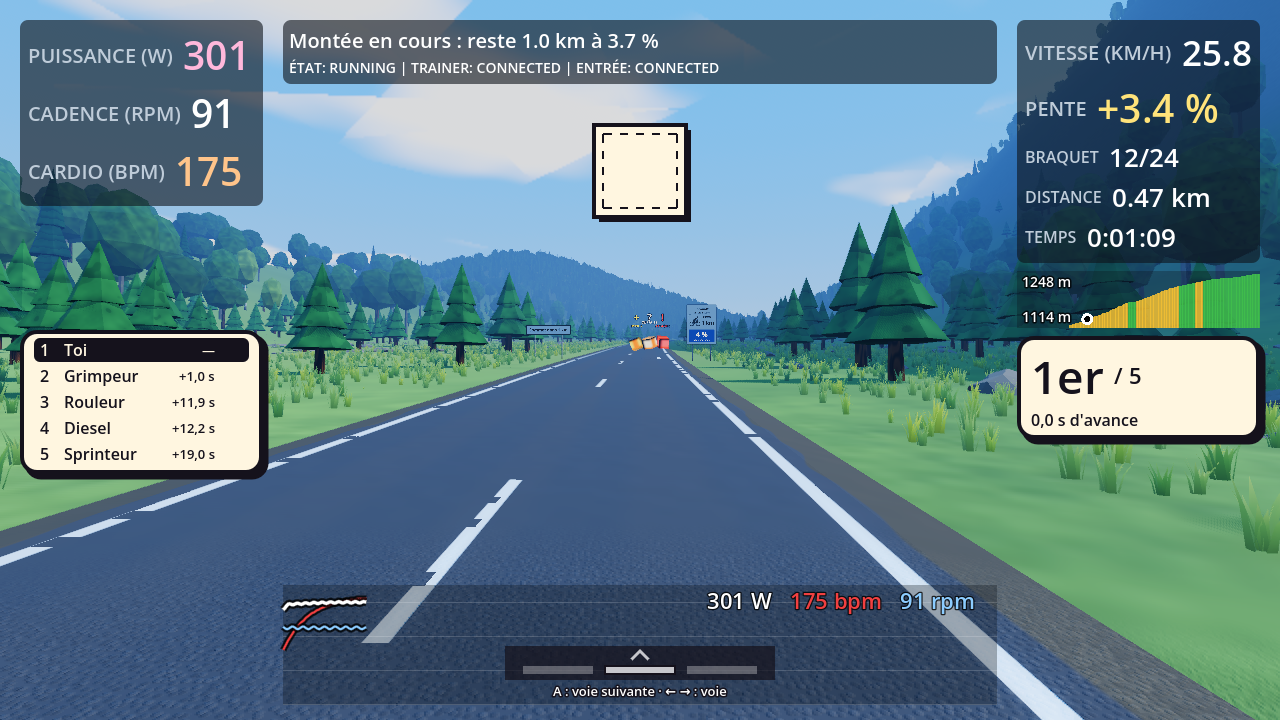 PUISSANCE (W) 301
CADENCE (RPM) 91
CARDIO (BPM) 175
Montée en cours : reste 1.0 km à 3.7 %
ÉTAT: RUNNING | TRAINER: CONNECTED | ENTRÉE: CONNECTED
VITESSE (KM/H) 25.8
PENTE +3.4 %
BRAQUET 12/24
DISTANCE 0.47 km
TEMPS 0:01:09
1248 m
1114 m
1 Toi —
2 Grimpeur +1,0 s
3 Rouleur +11,9 s
4 Diesel +12,2 s
5 Sprinteur +19,0 s
1er / 5
0,0 s d'avance
4 %
301 W 175 bpm 91 rpm
A : voie suivante · ← → : voie